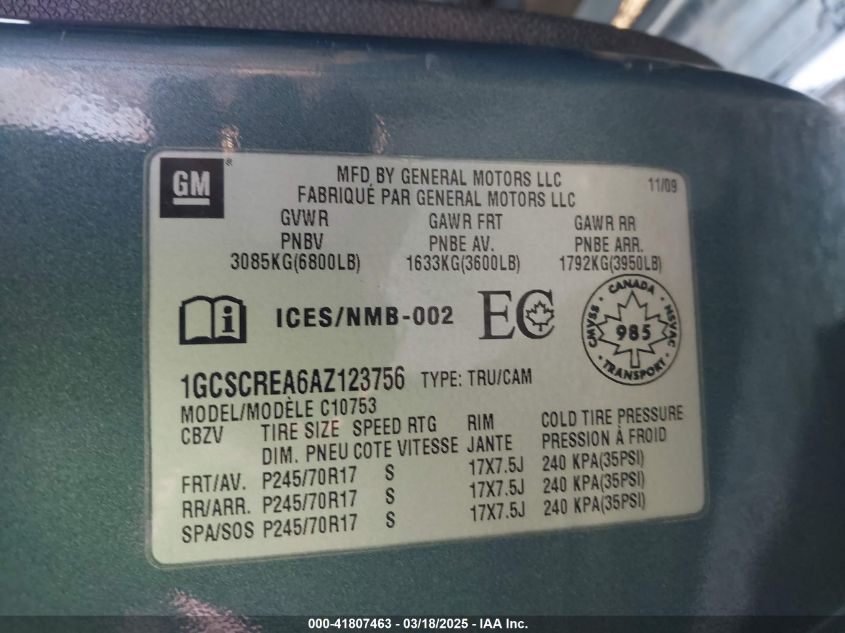 GM
®
MFD BY GENERAL MOTORS LLC
11/09
FABRIQUÉ PAR GENERAL MOTORS LLC
GVWR GAWR FRT GAWR RR
PNBV PNBE AV. PNBE ARR.
3085KG(6800LB) 1633KG(3600LB) 1792KG(3950LB)
i ICES/NMB-002 EC
CANADA
CMVSS 985 NSVAC
TRANSPORT
1GCSCREA6AZ123756 TYPE: TRU/CAM
MODEL/MODÈLE C10753
CBZV TIRE SIZE SPEED RTG RIM COLD TIRE PRESSURE
DIM. PNEU COTE VITESSE JANTE PRESSION À FROID
FRT/AV. P245/70R17 S 17X7.5J 240 KPA(35PSI)
RR/ARR. P245/70R17 S 17X7.5J 240 KPA(35PSI)
SPA/SOS P245/70R17 S 17X7.5J 240 KPA(35PSI)
000-41807463 - 03/18/2025 - IAA Inc.